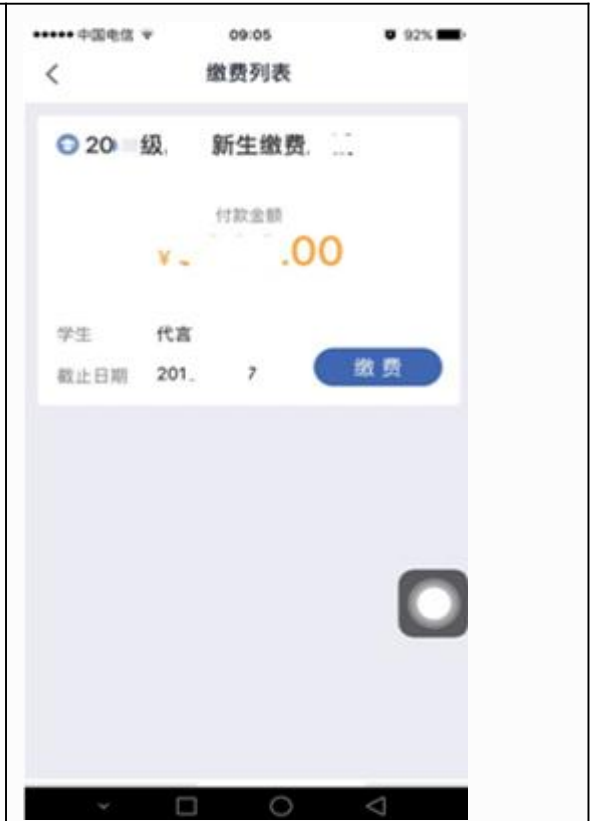 中国电信 09:05 92%
缴费列表
20 级. 新生缴费.
付款金额
¥ .00
学生 代言
截止日期 201 7
缴费